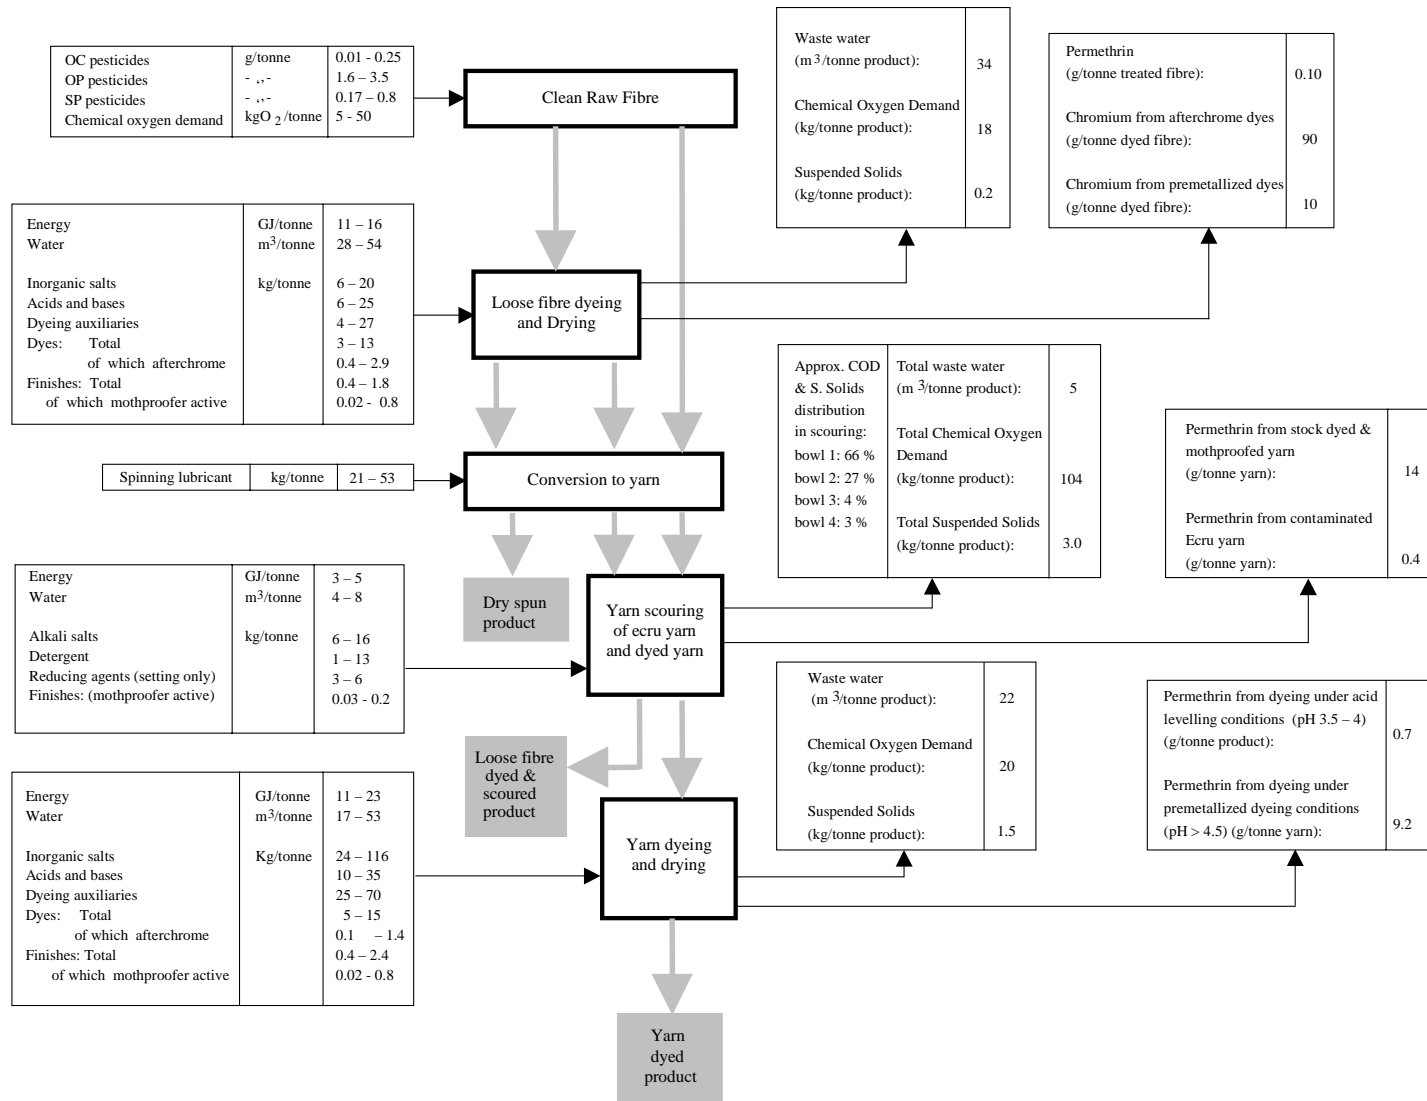 OC pesticides g/tonne 0.01 - 0.25
OP pesticides - ,,- 1.6 – 3.5
SP pesticides - ,,- 0.17 – 0.8
Chemical oxygen demand kgO 2 /tonne 5 - 50
Clean Raw Fibre
Waste water
(m3/tonne product): 34
Chemical Oxygen Demand
(kg/tonne product): 18
Suspended Solids
(kg/tonne product): 0.2
Permethrin
(g/tonne treated fibre): 0.10
Chromium from afterchrome dyes
(g/tonne dyed fibre): 90
Chromium from premetallized dyes
(g/tonne dyed fibre): 10
Energy GJ/tonne 11 – 16
Water m3/tonne 28 – 54
Inorganic salts kg/tonne 6 – 20
Acids and bases 6 – 25
Dyeing auxiliaries 4 – 27
Dyes: Total 3 – 13
of which afterchrome 0.4 – 2.9
Finishes: Total 0.4 – 1.8
of which mothproofer active 0.02 - 0.8
Loose fibre dyeing
and Drying
Approx. COD
& S. Solids
distribution
in scouring:
bowl 1: 66 %
bowl 2: 27 %
bowl 3: 4 %
bowl 4: 3 %
Total waste water
(m3/tonne product): 5
Total Chemical Oxygen
Demand
(kg/tonne product): 104
Total Suspended Solids
(kg/tonne product): 3.0
Permethrin from stock dyed &
mothproofed yarn
(g/tonne yarn): 14
Permethrin from contaminated
Ecru yarn
(g/tonne yarn): 0.4
Spinning lubricant kg/tonne 21 – 53
Conversion to yarn
Dry spun
product
Energy GJ/tonne 3 – 5
Water m3/tonne 4 – 8
Alkali salts kg/tonne 6 – 16
Detergent 1 – 13
Reducing agents (setting only) 3 – 6
Finishes: (mothproofer active) 0.03 - 0.2
Yarn scouring
of ecru yarn
and dyed yarn
Waste water
(m3/tonne product): 22
Chemical Oxygen Demand
(kg/tonne product): 20
Suspended Solids
(kg/tonne product): 1.5
Permethrin from dyeing under acid
levelling conditions (pH 3.5 – 4)
(g/tonne product): 0.7
Permethrin from dyeing under
premetallized dyeing conditions
(pH > 4.5) (g/tonne yarn): 9.2
Loose fibre
dyed &
scoured
product
Energy GJ/tonne 11 – 23
Water m3/tonne 17 – 53
Inorganic salts Kg/tonne 24 – 116
Acids and bases 10 – 35
Dyeing auxiliaries 25 – 70
Dyes: Total 5 – 15
of which afterchrome 0.1 – 1.4
Finishes: Total 0.4 – 2.4
of which mothproofer active 0.02 - 0.8
Yarn dyeing
and drying
Yarn
dyed
product